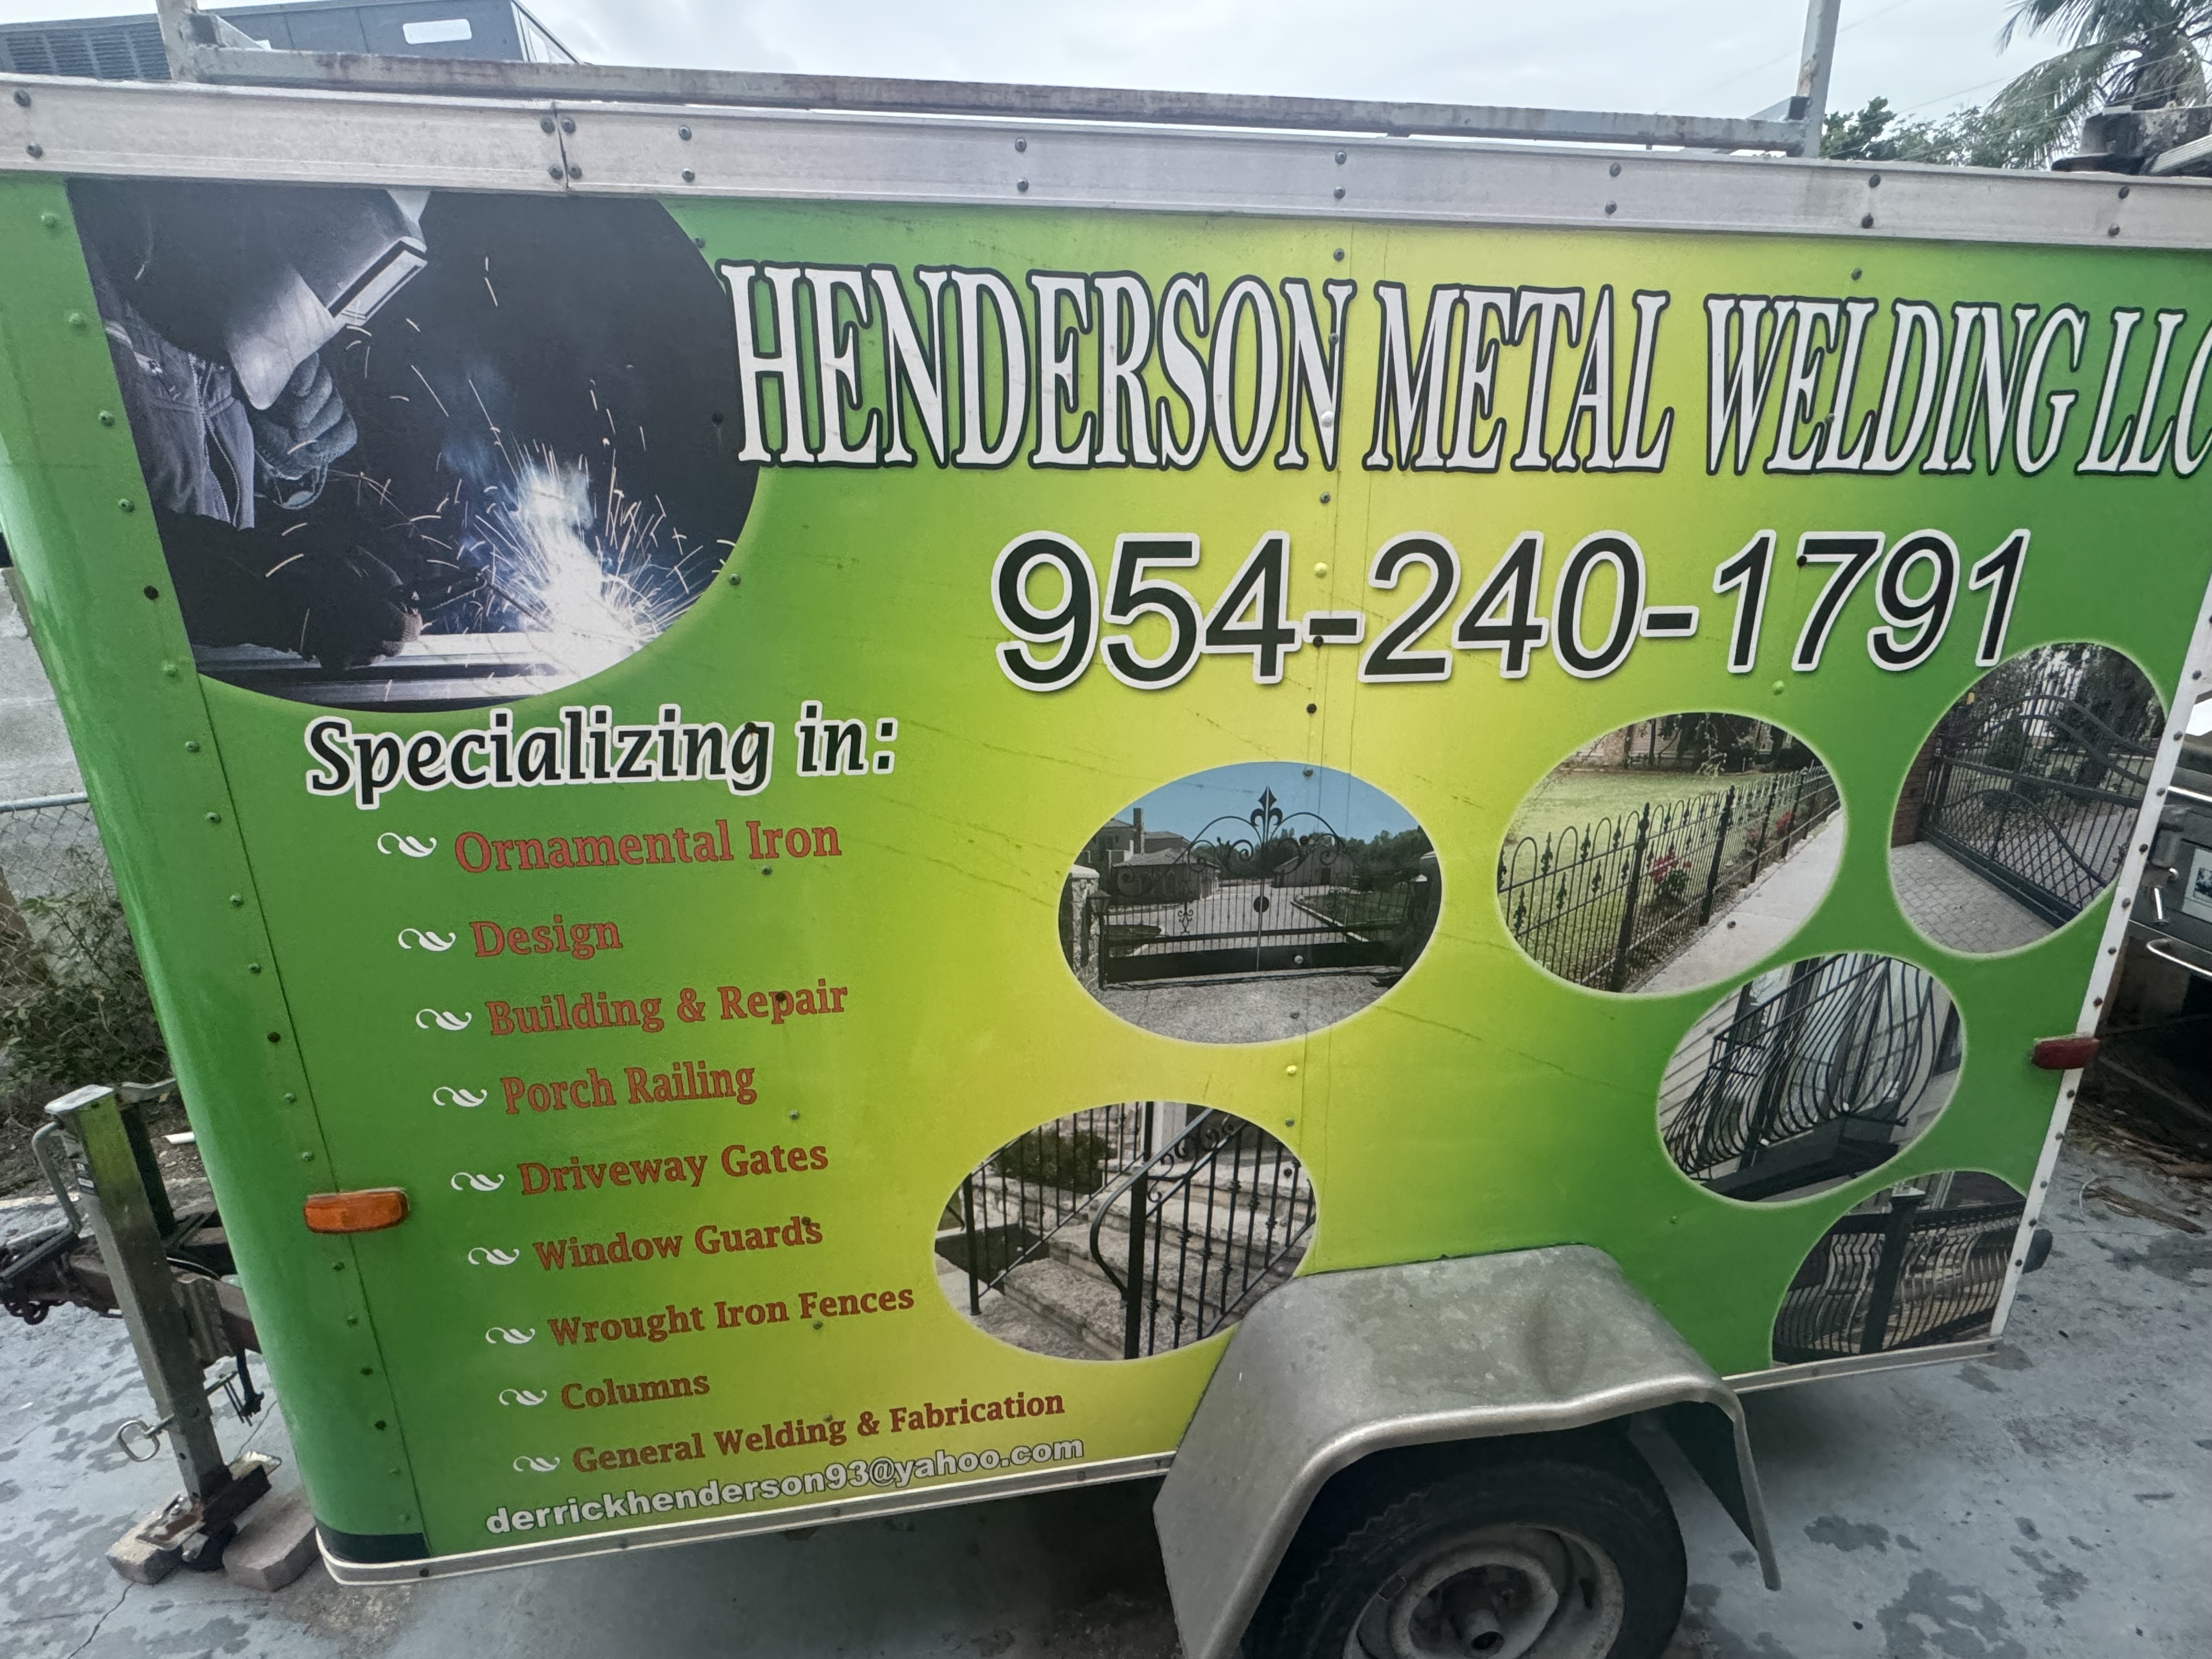 HENDERSON METAL WELDING LLC
954-240-1791
Specializing in:
Ornamental Iron
Design
Building & Repair
Porch Railing
Driveway Gates
Window Guards
Wrought Iron Fences
Columns
General Welding & Fabrication
derrickhenderson93@yahoo.com